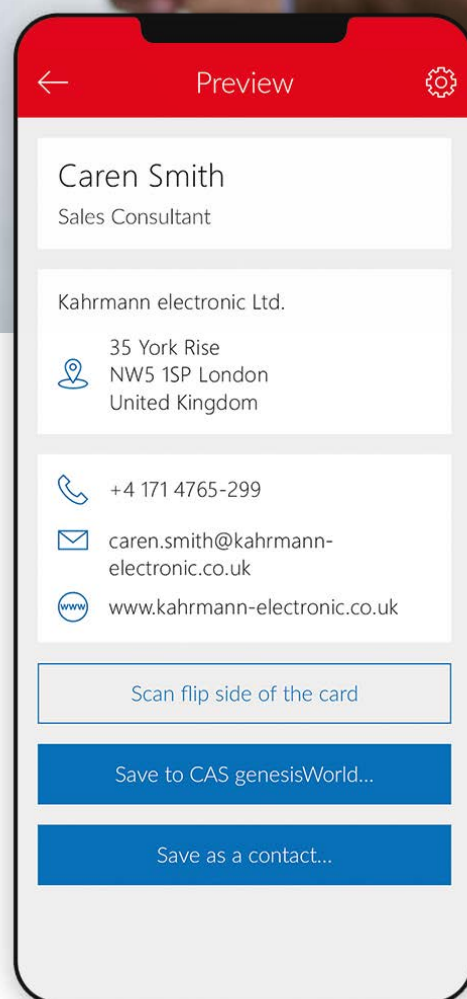 Preview
Caren Smith
Sales Consultant
Kahrmann electronic Ltd.
35 York Rise
NW5 1SP London
United Kingdom
+4 171 4765-299
caren.smith@kahrmann-
electronic.co.uk
www
www.kahrmann-electronic.co.uk
Scan flip side of the card
Save to CAS genesisWorld...
Save as a contact...